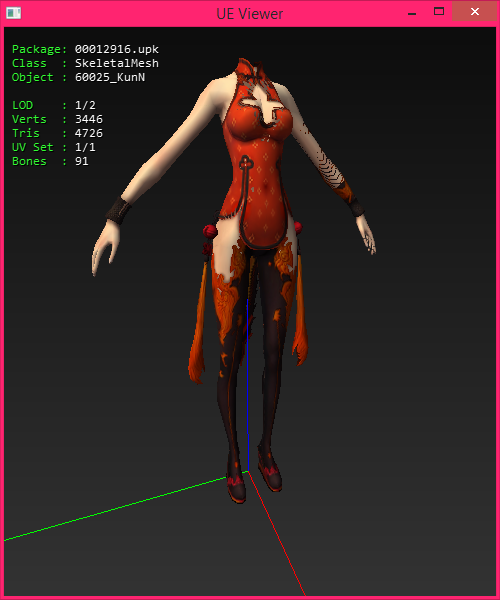 UE Viewer
Package: 00012916.upk
Class  : SkeletalMesh
Object : 60025_KunN
LOD    : 1/2
Verts  : 3446
Tris   : 4726
UV Set : 1/1
Bones  : 91